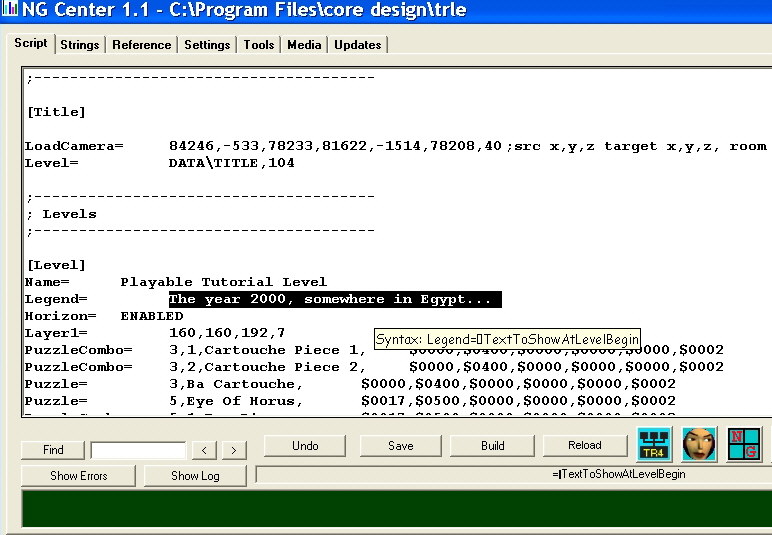 NG Center 1.1 - C:\Program Files\core design\trle
Script Strings Reference Settings Tools Media Updates
;--------------------------------------
[Title]
LoadCamera= 84246,-533,78233,81622,-1514,78208,40 ;src x,y,z target x,y,z, room
Level= DATA\TITLE,104
;--------------------------------------
; Levels
;--------------------------------------
[Level]
Name= Playable Tutorial Level
Legend= The year 2000, somewhere in Egypt...
Horizon= ENABLED
Layer1= 160,160,192,7
Syntax: Legend=▯TextToShowAtLevelBegin
PuzzleCombo= 3,1,Cartouche Piece 1, $0000,$0400,$0000,$0000,$0000,$0002
PuzzleCombo= 3,2,Cartouche Piece 2, $0000,$0400,$0000,$0000,$0000,$0002
Puzzle= 3,Ba Cartouche, $0000,$0400,$0000,$0000,$0000,$0002
Puzzle= 5,Eye Of Horus, $0017,$0500,$0000,$0000,$0000,$0002
Find < > Undo Save Build Reload TR4 NG
Show Errors Show Log =▯TextToShowAtLevelBegin